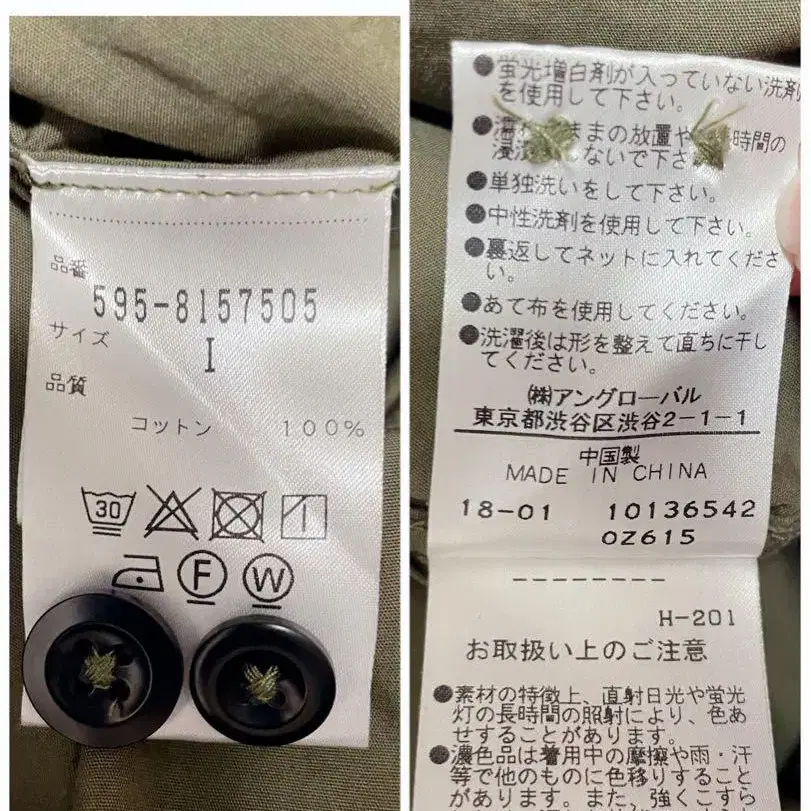 品番
595-8157505
サイズ
I
品質
コットン 100%
30
F W
●蛍光増白剤が入っていない洗剤
を使用して下さい。
ままの放置や 時間の
ないで下さ
●単独洗いをして下さい。
●中性洗剤を使用して下さい。
●裏返してネットに入れてくださ
い。
●あて布を使用してください。
●洗濯後は形を整えて直ちに干し
てください。
㈱アングローバル
東京都渋谷区渋谷2-1-1
中国製
MADE IN CHINA
18-01 10136542
OZ615
H-201
お取扱い上のご注意
●素材の特徴上、直射日光や蛍光
灯の長時間の照射により、色あ
せすることがあります。
●濃色品は着用中の摩擦や雨・汗
等で他のものに色移りすること
があります。また、強くこすら